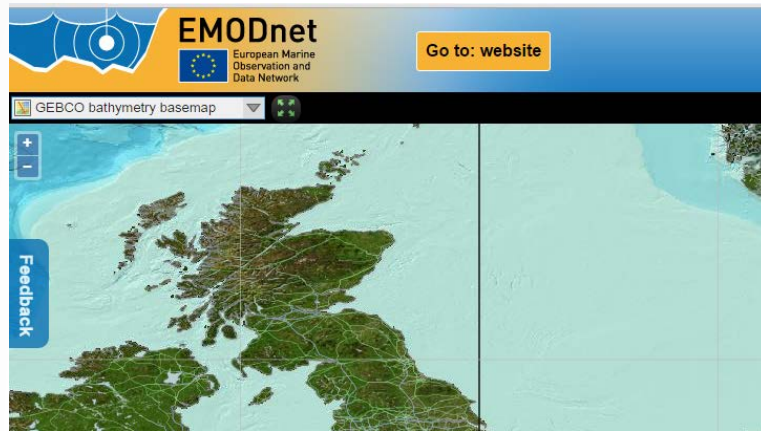 EMODnet
European Marine
Observation and
Data Network
Go to: website
GEBCO bathymetry basemap
+
-
Feedback